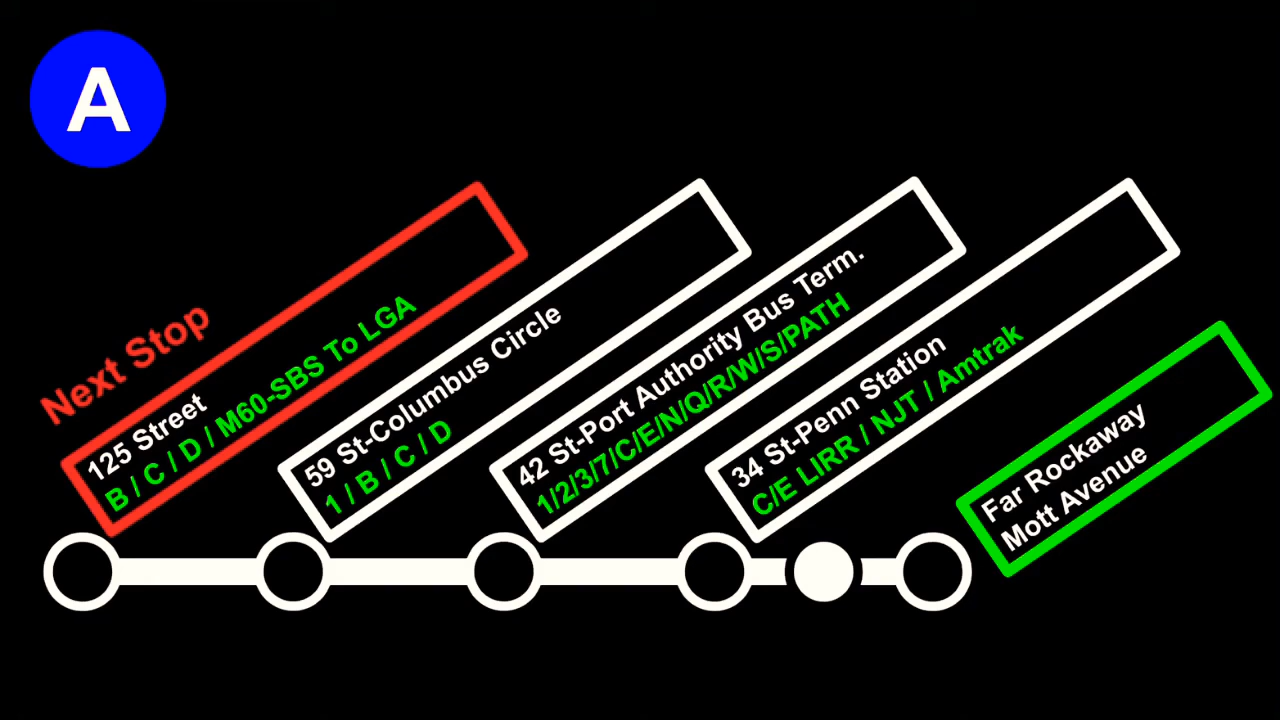 A
Next Stop
125 Street
B / C / D / M60-SBS To LGA
59 St-Columbus Circle
1 / B / C / D
42 St-Port Authority Bus Term.
1/2/3/7/C/E/N/Q/R/W/S/PATH
34 St-Penn Station
C/E LIRR / NJT / Amtrak
Far Rockaway
Mott Avenue